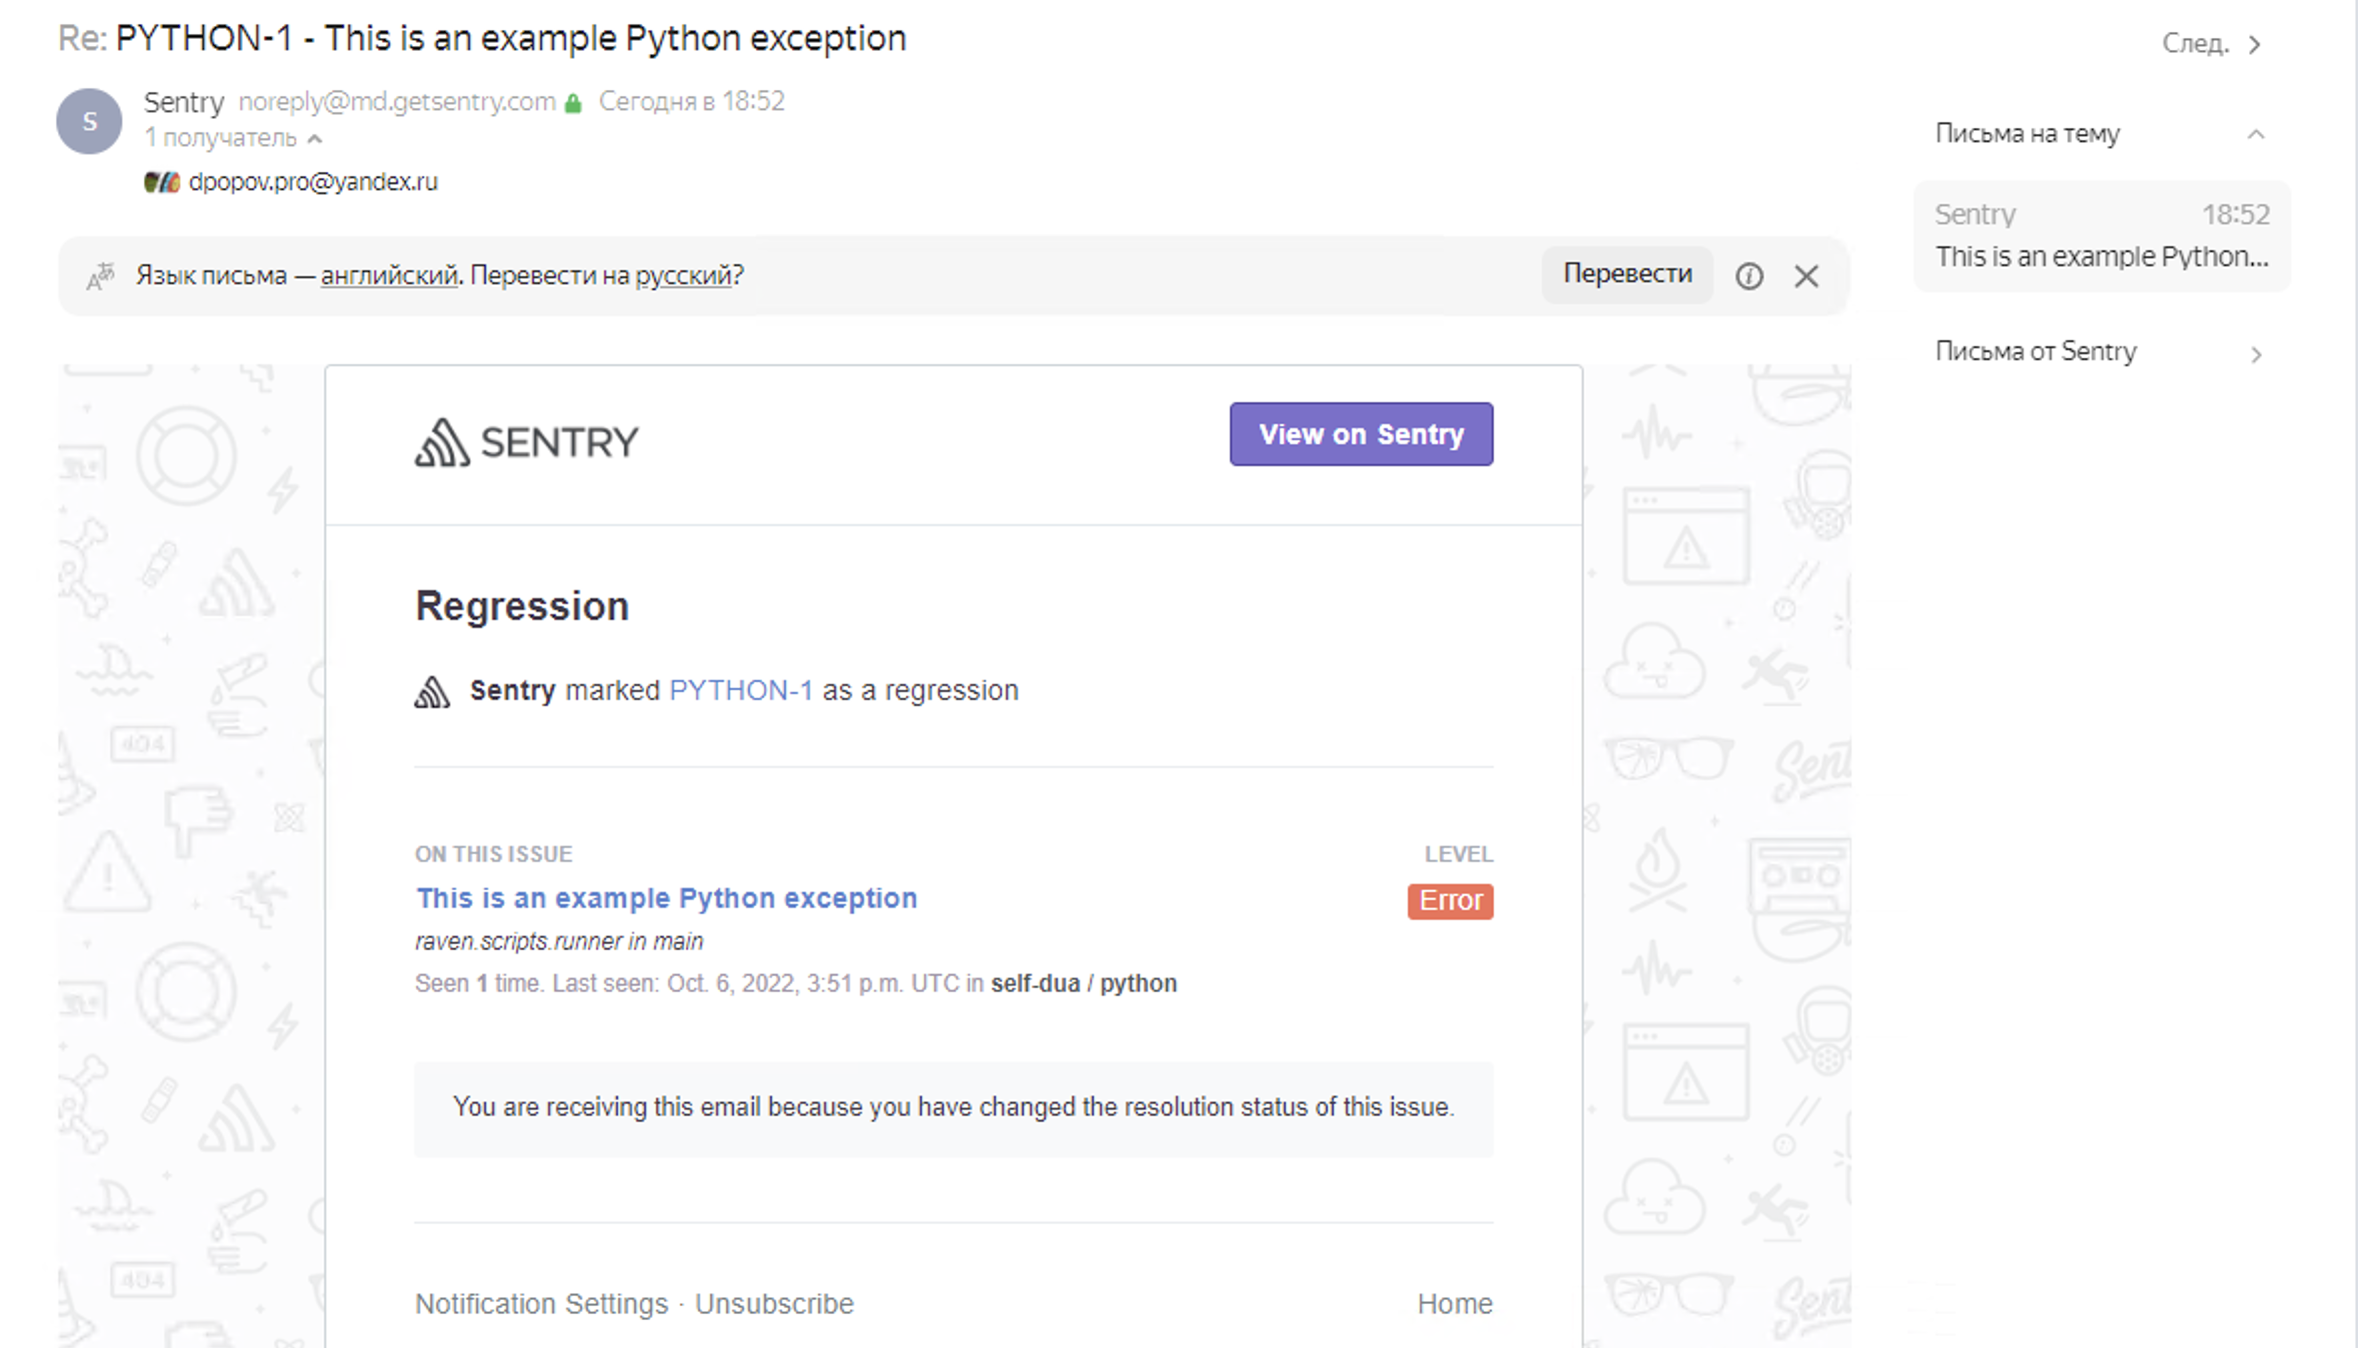 Re: PYTHON-1 - This is an example Python exception
След.
S
Sentry noreply@md.getsentry.com Сегодня в 18:52
1 получатель
dpopov.pro@yandex.ru
Письма на тему
Sentry 18:52
This is an example Python...
Письма от Sentry
Язык письма — английский. Перевести на русский?
Перевести
SENTRY
View on Sentry
Regression
Sentry marked PYTHON-1 as a regression
ON THIS ISSUE
LEVEL
This is an example Python exception
Error
raven.scripts.runner in main
Seen 1 time. Last seen: Oct. 6, 2022, 3:51 p.m. UTC in self-dua / python
You are receiving this email because you have changed the resolution status of this issue.
Notification Settings · Unsubscribe
Home
404
404